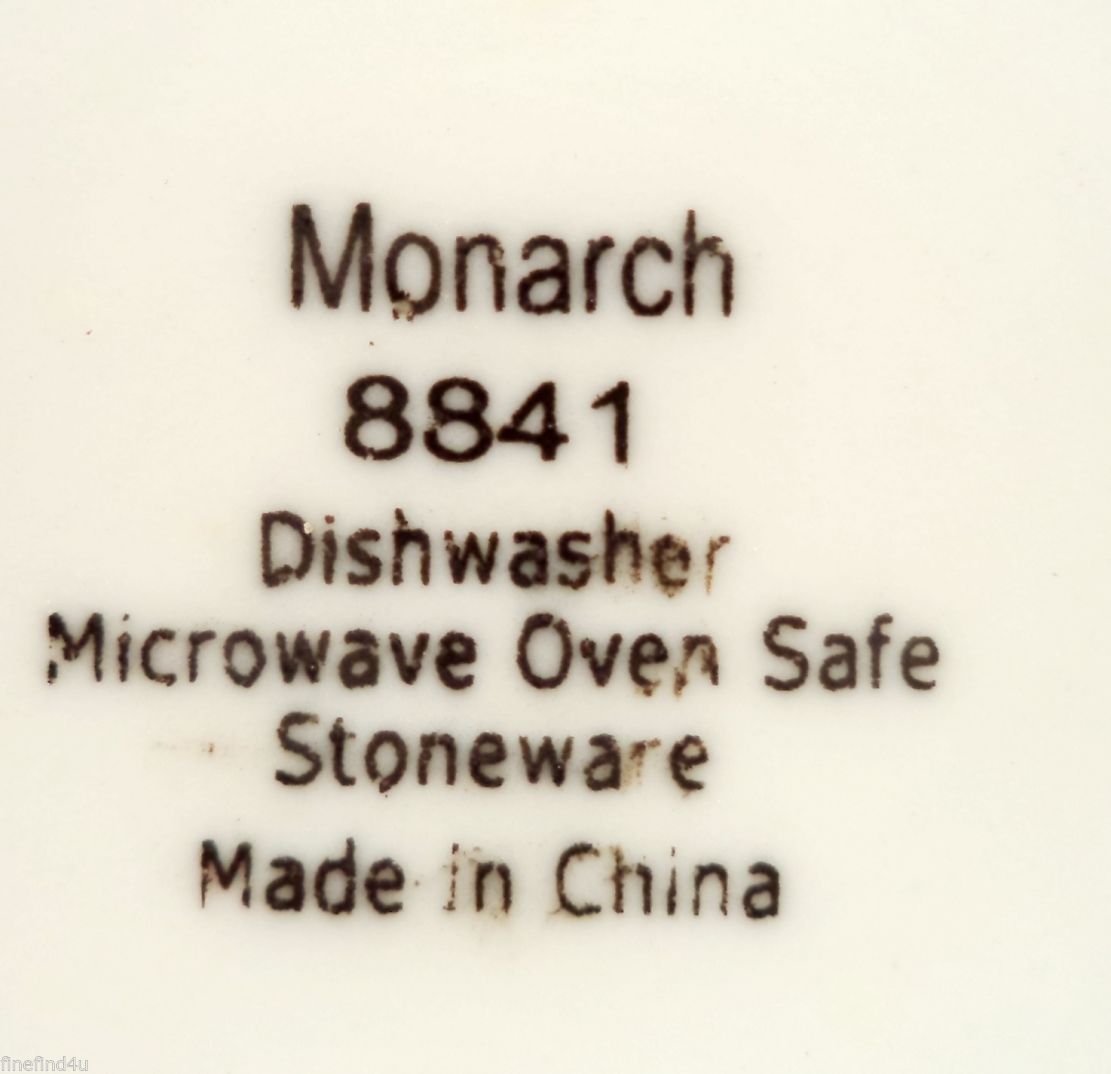 Monarch
8841
Dishwasher
Microwave Oven Safe
Stoneware
Made in China
finefind4u